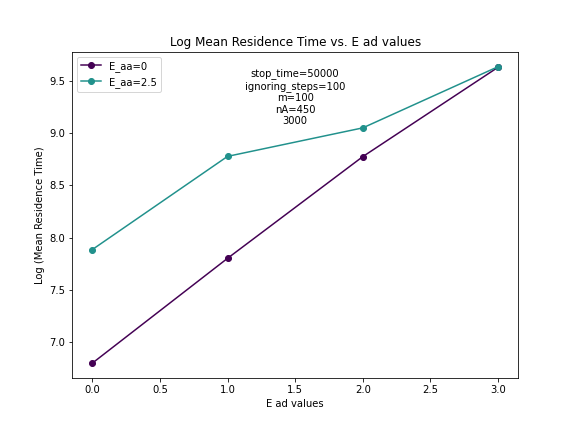 Log Mean Residence Time vs. E ad values
E_aa=0
E_aa=2.5
stop_time=50000
ignoring_steps=100
m=100
nA=450
3000
Log (Mean Residence Time)
9.5
9.0
8.5
8.0
7.5
7.0
0.0 0.5 1.0 1.5 2.0 2.5 3.0
E ad values